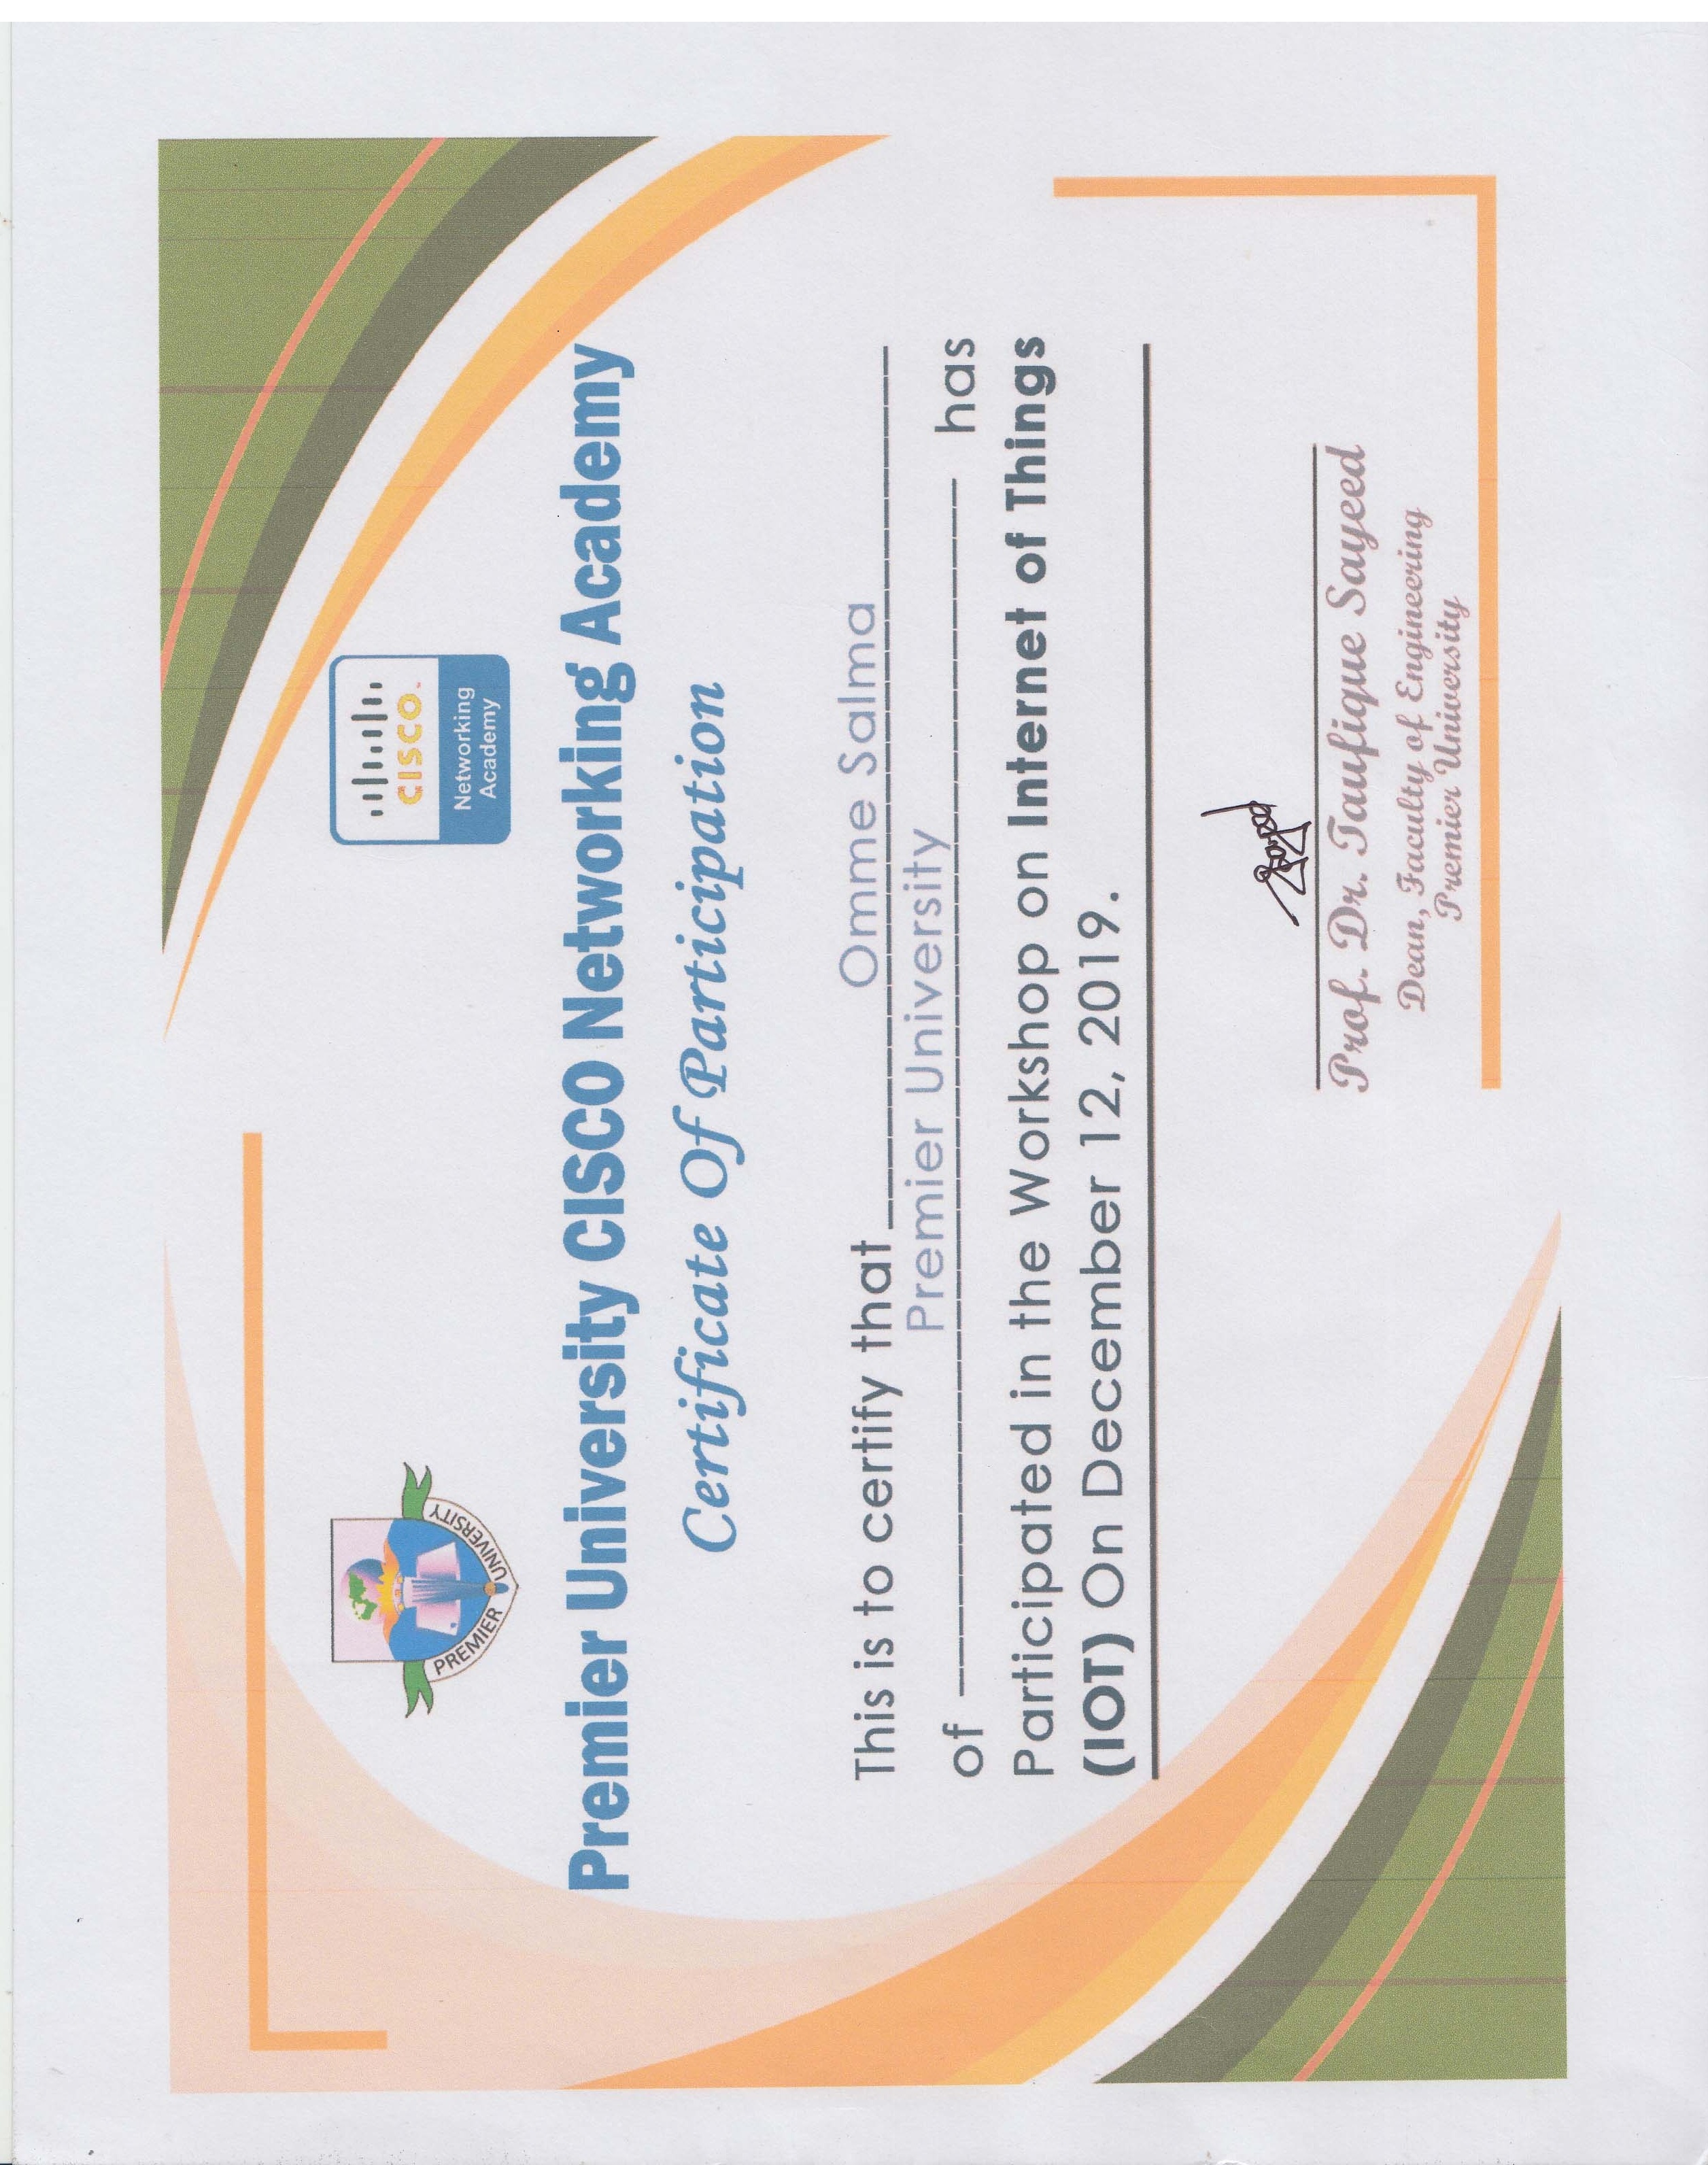 PREMIER UNIVERSITY
CISCO
Networking
Academy
Premier University CISCO Networking Academy
Certificate Of Participation
This is to certify that Omme Salma
of Premier University has
Participated in the Workshop on Internet of Things
(IOT) On December 12, 2019.
Sayeed
Prof. Dr. Taufique Sayeed
Dean, Faculty of Engineering
Premier University